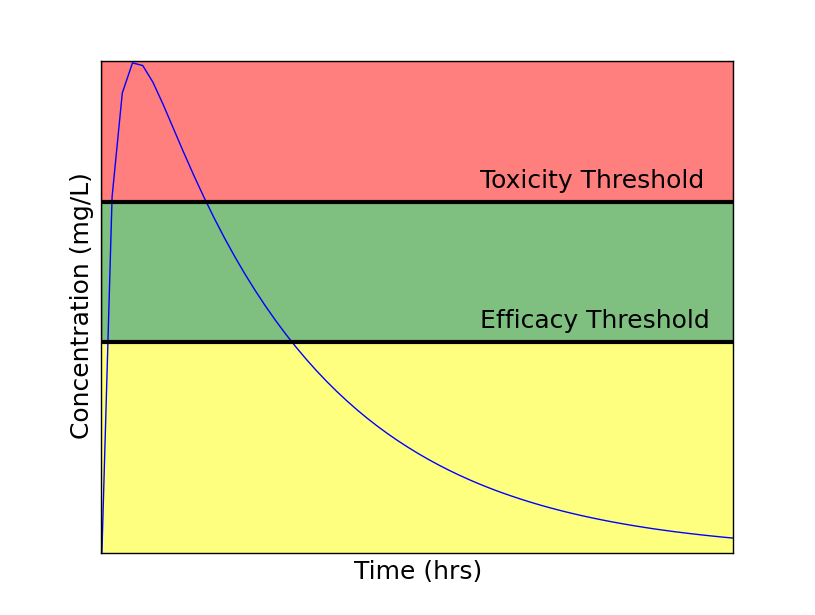 Toxicity Threshold
Efficacy Threshold
Concentration (mg/L)
Time (hrs)